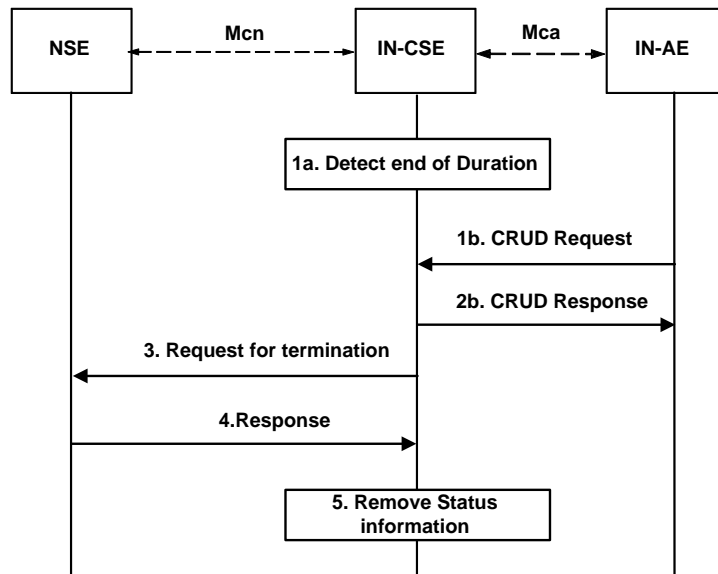 NSE
Mcn
IN-CSE
Mca
IN-AE
1a. Detect end of Duration
1b. CRUD Request
2b. CRUD Response
3. Request for termination
4.Response
5. Remove Status
information